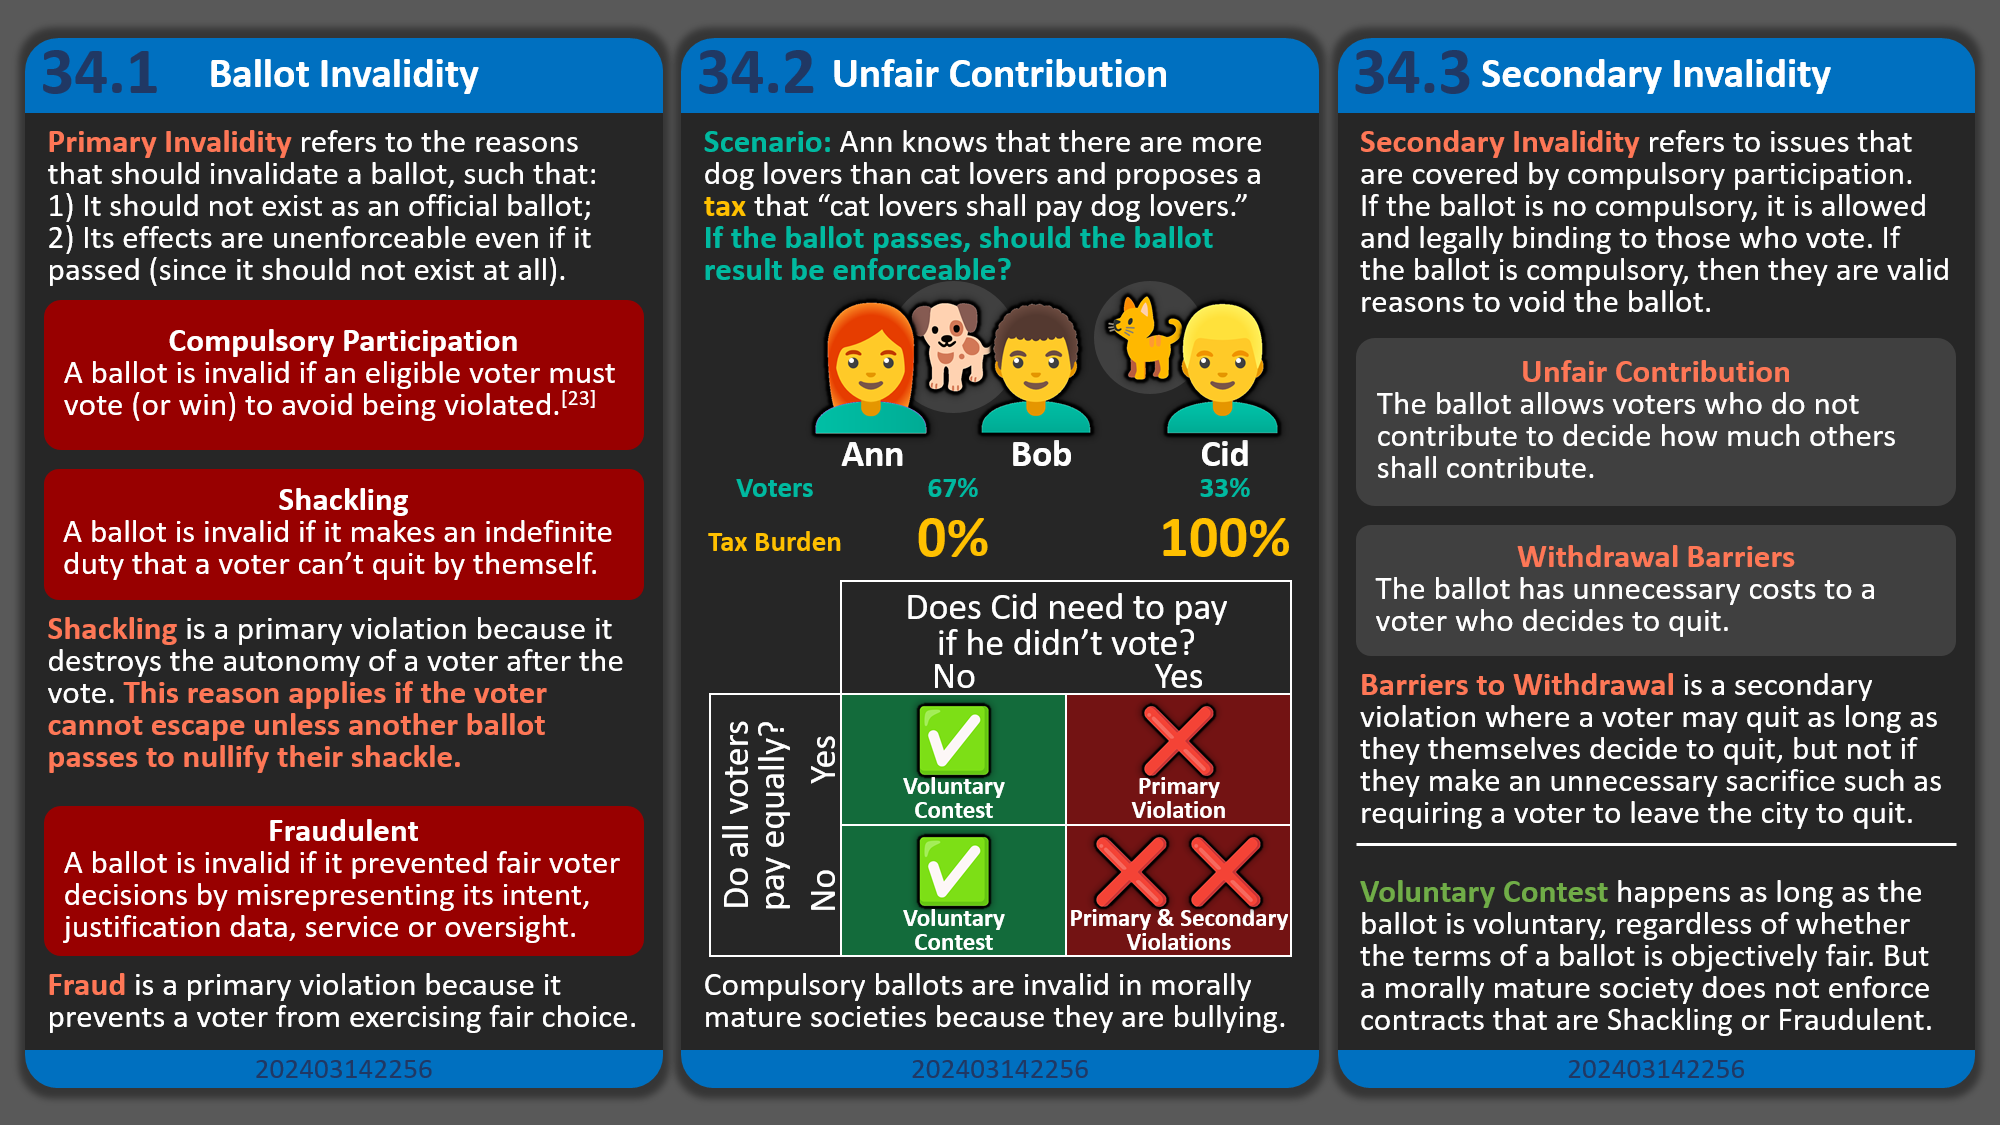 34.1 Ballot Invalidity
Primary Invalidity refers to the reasons
that should invalidate a ballot, such that:
1) It should not exist as an official ballot;
2) Its effects are unenforceable even if it
passed (since it should not exist at all).
Compulsory Participation
A ballot is invalid if an eligible voter must
vote (or win) to avoid being violated.[23]
Shackling
A ballot is invalid if it makes an indefinite
duty that a voter can’t quit by themself.
Shackling is a primary violation because it
destroys the autonomy of a voter after the
vote. This reason applies if the voter
cannot escape unless another ballot
passes to nullify their shackle.
Fraudulent
A ballot is invalid if it prevented fair voter
decisions by misrepresenting its intent,
justification data, service or oversight.
Fraud is a primary violation because it
prevents a voter from exercising fair choice.
202403142256
34.2 Unfair Contribution
Scenario: Ann knows that there are more
dog lovers than cat lovers and proposes a
tax that “cat lovers shall pay dog lovers.”
If the ballot passes, should the ballot
result be enforceable?
Ann Bob Cid
Voters 67% 33%
Tax Burden 0% 100%
Does Cid need to pay
if he didn’t vote?
No Yes
Do all voters
pay equally?
Yes
Voluntary
Contest
Primary
Violation
No
Voluntary
Contest
Primary & Secondary
Violations
Compulsory ballots are invalid in morally
mature societies because they are bullying.
202403142256
34.3 Secondary Invalidity
Secondary Invalidity refers to issues that
are covered by compulsory participation.
If the ballot is no compulsory, it is allowed
and legally binding to those who vote. If
the ballot is compulsory, then they are valid
reasons to void the ballot.
Unfair Contribution
The ballot allows voters who do not
contribute to decide how much others
shall contribute.
Withdrawal Barriers
The ballot has unnecessary costs to a
voter who decides to quit.
Barriers to Withdrawal is a secondary
violation where a voter may quit as long as
they themselves decide to quit, but not if
they make an unnecessary sacrifice such as
requiring a voter to leave the city to quit.
Voluntary Contest happens as long as the
ballot is voluntary, regardless of whether
the terms of a ballot is objectively fair. But
a morally mature society does not enforce
contracts that are Shackling or Fraudulent.
202403142256